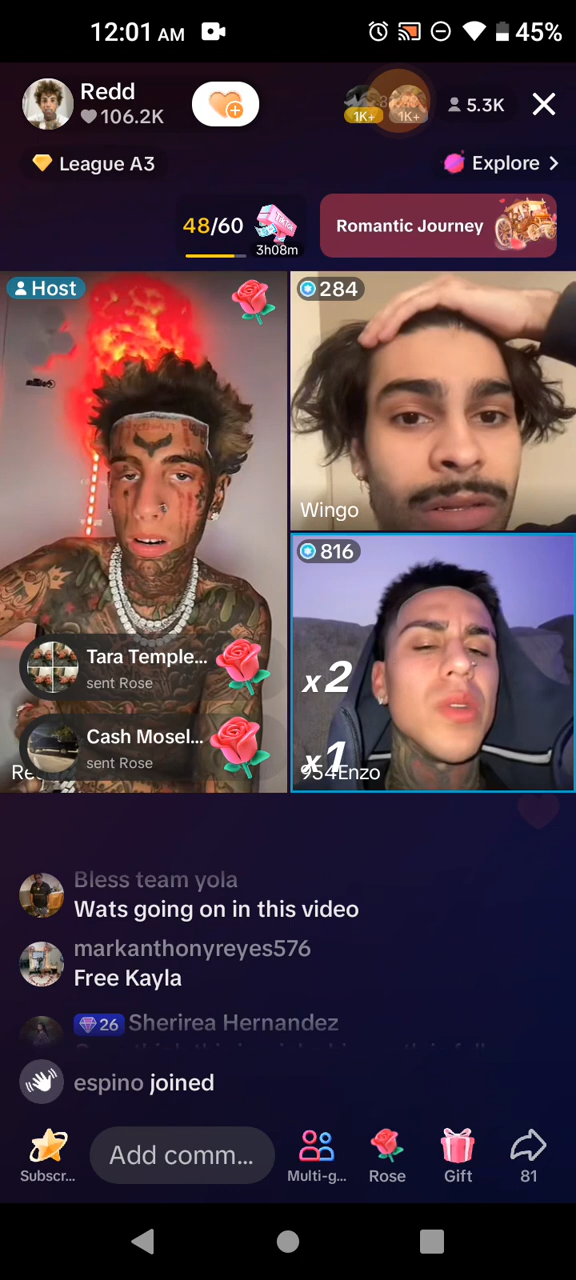 12:01 AM
45%
Redd
106.2K
1K+
1K+
5.3K
League A3
Explore >
48/60
TikTok
3h08m
Romantic Journey
Host
284
Wingo
816
Tara Temple...
sent Rose
x2
Cash Mosel...
sent Rose
x1
954Enzo
Bless team yola
Wats going on in this video
markanthonyreyes576
Free Kayla
26 Sherirea Hernandez
espino joined
Add comm...
Subscr...
Multi-g...
Rose
Gift
81